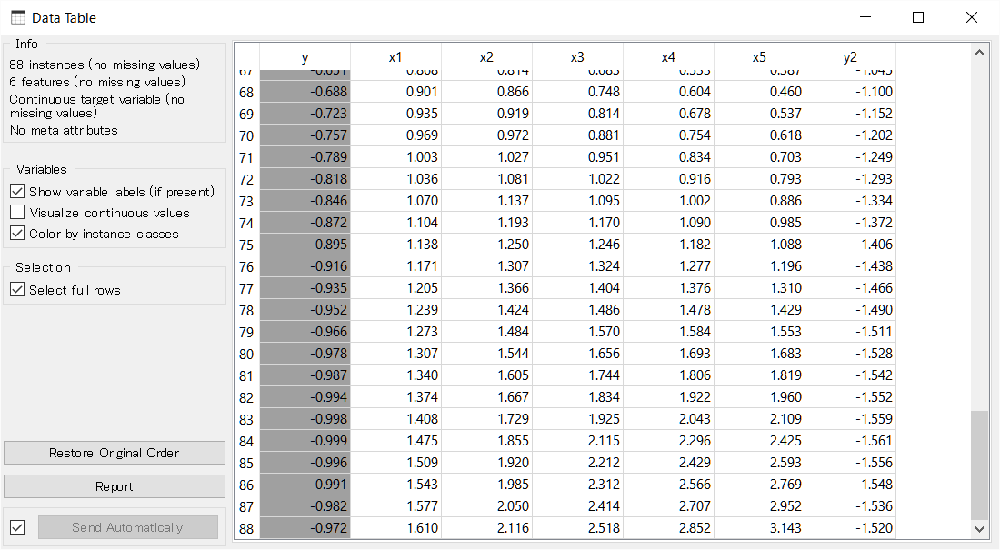 Data Table
Info
88 instances (no missing values)
6 features (no missing values)
Continuous target variable (no
missing values)
No meta attributes
Variables
Show variable labels (if present)
Visualize continuous values
Color by instance classes
Selection
Select full rows
Restore Original Order
Report
Send Automatically
y x1 x2 x3 x4 x5 y2
68 -0.688 0.901 0.866 0.748 0.604 0.460 -1.100
69 -0.723 0.935 0.919 0.814 0.678 0.537 -1.152
70 -0.757 0.969 0.972 0.881 0.754 0.618 -1.202
71 -0.789 1.003 1.027 0.951 0.834 0.703 -1.249
72 -0.818 1.036 1.081 1.022 0.916 0.793 -1.293
73 -0.846 1.070 1.137 1.095 1.002 0.886 -1.334
74 -0.872 1.104 1.193 1.170 1.090 0.985 -1.372
75 -0.895 1.138 1.250 1.246 1.182 1.088 -1.406
76 -0.916 1.171 1.307 1.324 1.277 1.196 -1.438
77 -0.935 1.205 1.366 1.404 1.376 1.310 -1.466
78 -0.952 1.239 1.424 1.486 1.478 1.429 -1.490
79 -0.966 1.273 1.484 1.570 1.584 1.553 -1.511
80 -0.978 1.307 1.544 1.656 1.693 1.683 -1.528
81 -0.987 1.340 1.605 1.744 1.806 1.819 -1.542
82 -0.994 1.374 1.667 1.834 1.922 1.960 -1.552
83 -0.998 1.408 1.729 1.925 2.043 2.109 -1.559
84 -0.999 1.475 1.855 2.115 2.296 2.425 -1.561
85 -0.996 1.509 1.920 2.212 2.429 2.593 -1.556
86 -0.991 1.543 1.985 2.312 2.566 2.769 -1.548
87 -0.982 1.577 2.050 2.414 2.707 2.952 -1.536
88 -0.972 1.610 2.116 2.518 2.852 3.143 -1.520